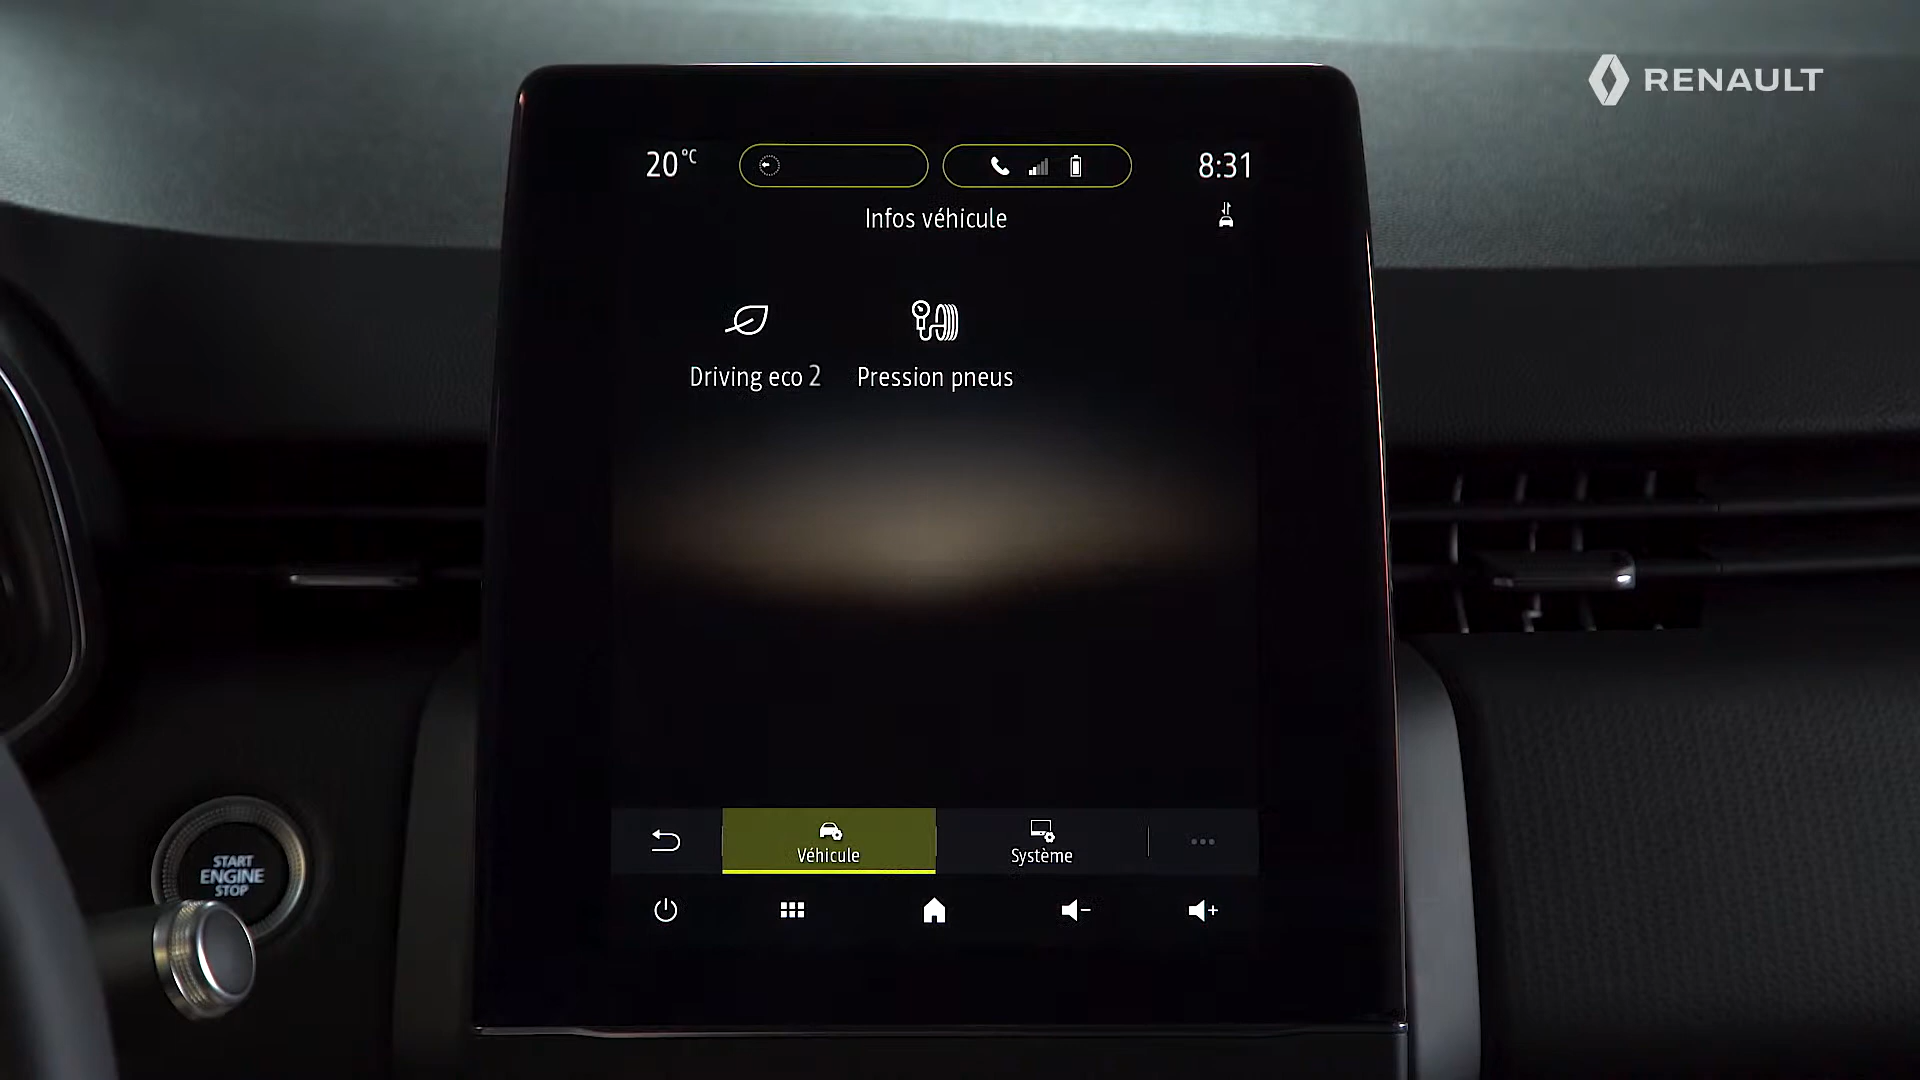 RENAULT
20°C
8:31
Infos véhicule
Driving eco 2
Pression pneus
Véhicule
Système
START
ENGINE
STOP